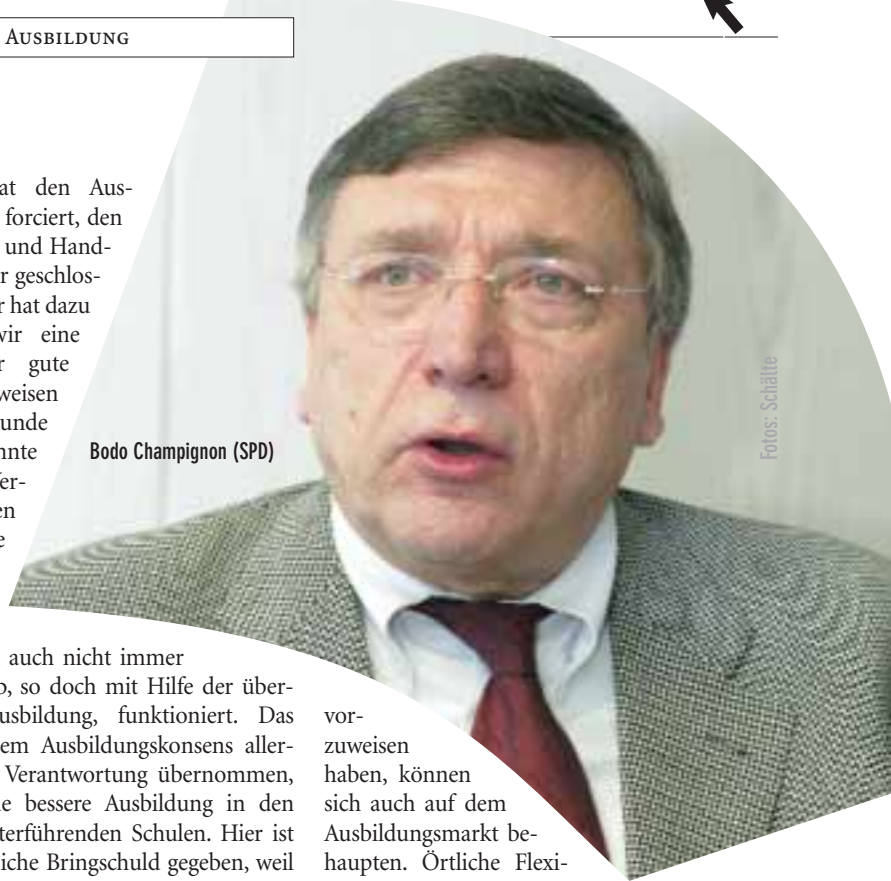 AUSBILDUNG
at den Aus-
forciert, den
und Hand-
r geschlos-
r hat dazu
wir eine
r gute
weisen
unde
nnte
Ver-
en
e
Bodo Champignon (SPD)
Fotos: Schälte
auch nicht immer
o, so doch mit Hilfe der über-
usbildung, funktioniert. Das
em Ausbildungskonsens aller-
Verantwortung übernommen,
e bessere Ausbildung in den
terführenden Schulen. Hier ist
liche Bringschuld gegeben, weil
vor-
zuweisen
haben, können
sich auch auf dem
Ausbildungsmarkt be-
haupten. Örtliche Flexi-